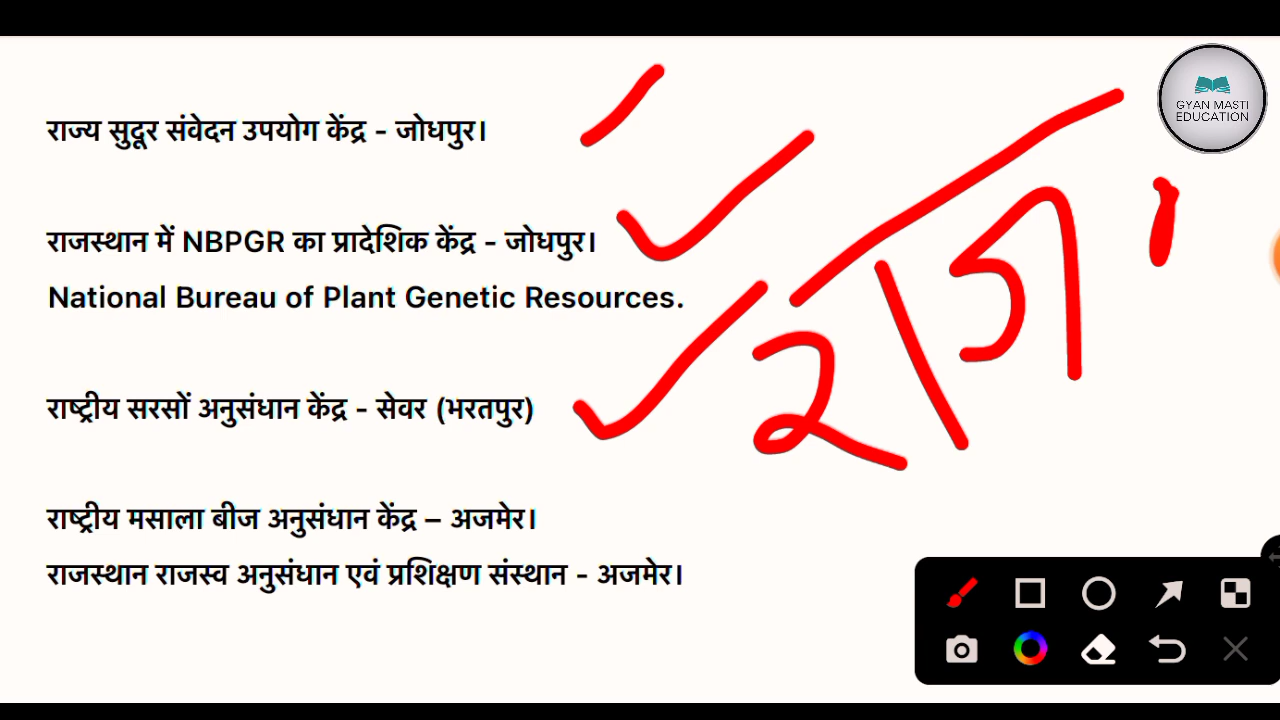 राज्य सुदूर संवेदन उपयोग केंद्र - जोधपुर।
राजस्थान में NBPGR का प्रादेशिक केंद्र - जोधपुर।
National Bureau of Plant Genetic Resources.
राष्ट्रीय सरसों अनुसंधान केंद्र - सेवर (भरतपुर)
राष्ट्रीय मसाला बीज अनुसंधान केंद्र – अजमेर।
राजस्थान राजस्व अनुसंधान एवं प्रशिक्षण संस्थान - अजमेर।
राज
GYAN MASTI
EDUCATION